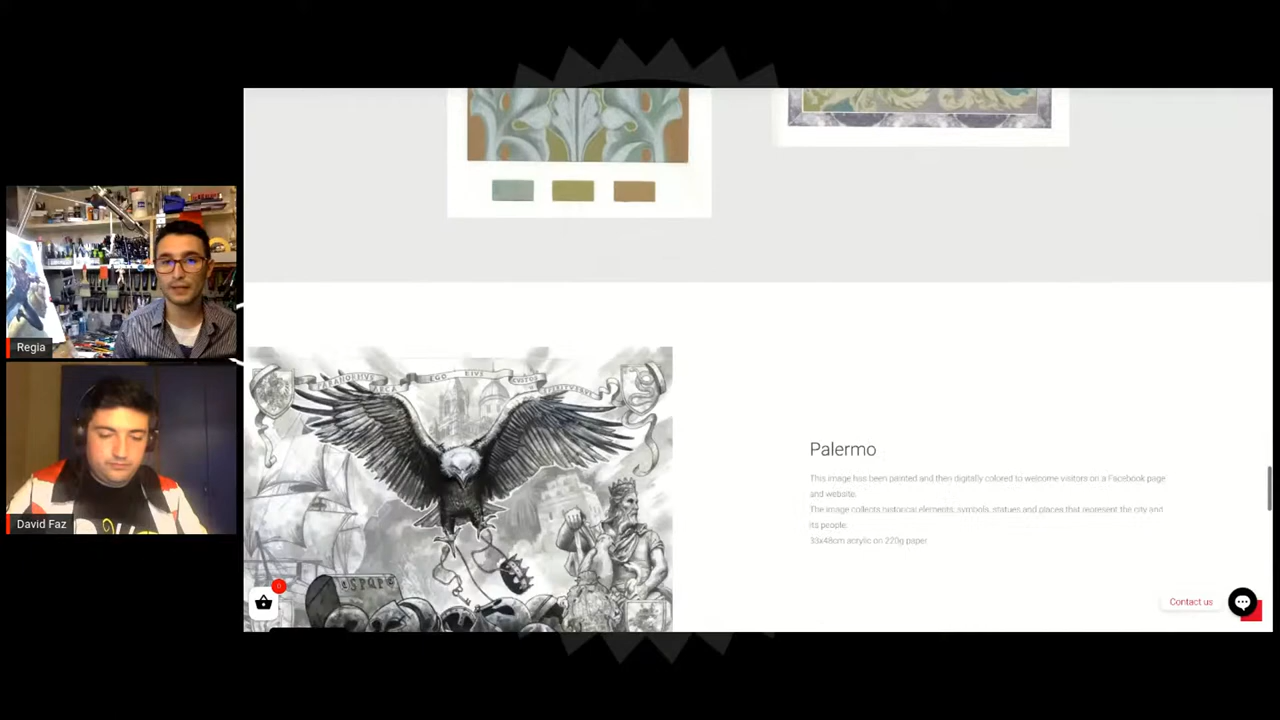 Regia
David Faz
EGO EIUS
SPQR
0
Palermo
This image has been painted and then digitally colored to welcome visitors on a Facebook page
and website.
The image collects historical elements, symbols, statues and places that represent the city and
its people.
33x48cm acrylic on 220g paper
Contact us